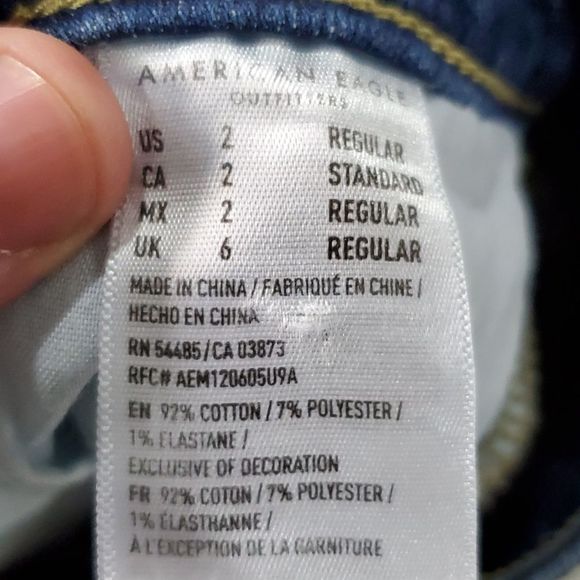 AMERICAN EAGLE
OUTFITTERS
US 2 REGULAR
CA 2 STANDARD
MX 2 REGULAR
UK 6 REGULAR
MADE IN CHINA / FABRIQUÉ EN CHINE /
HECHO EN CHINA
RN 54485 / CA 03873
RFC# AEM120605U9A
EN 92% COTTON / 7% POLYESTER /
1% ELASTANE /
EXCLUSIVE OF DECORATION
FR 92% COTON / 7% POLYESTER /
1% ÉLASTHANNE /
À L'EXCEPTION DE LA GARNITURE